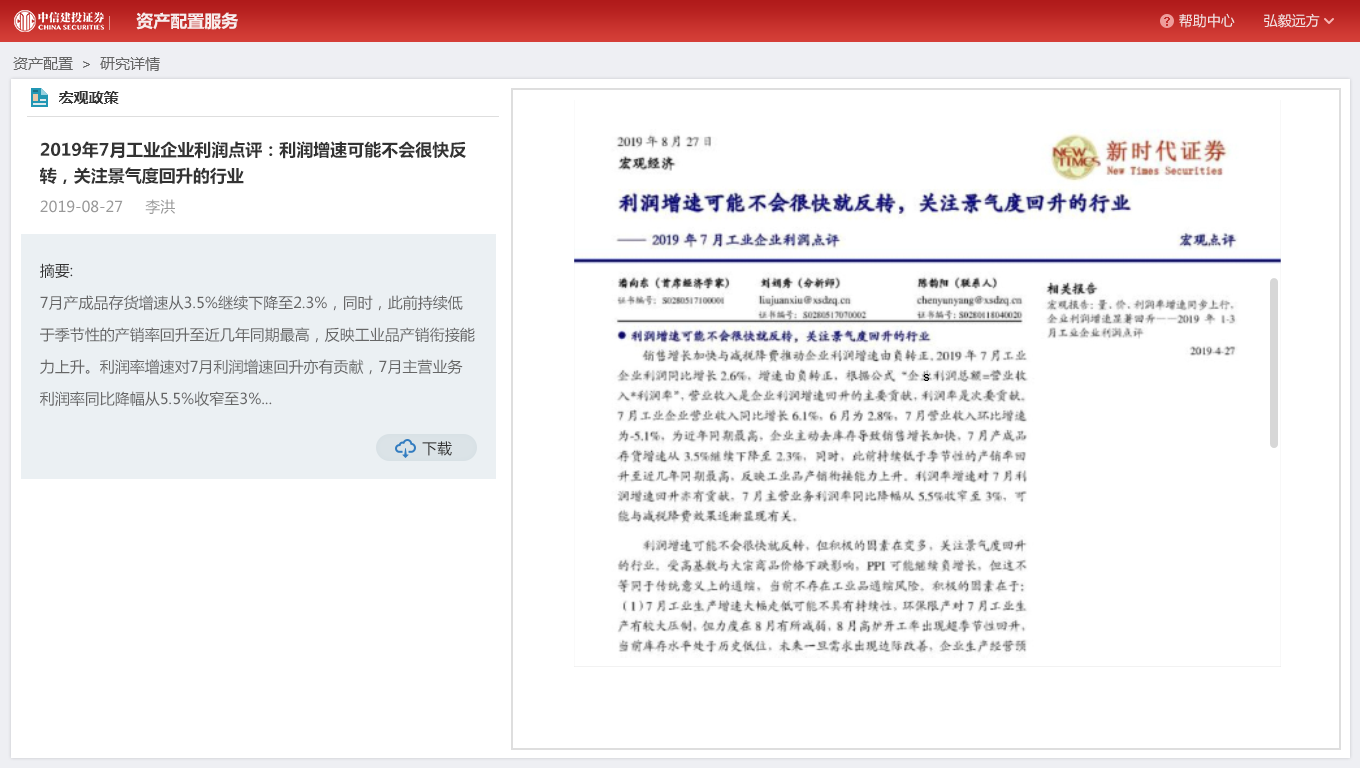 中信建投证券
CHINA SECURITIES
资产配置服务
帮助中心
弘毅远方
资产配置 > 研究详情
宏观政策
2019年7月工业企业利润点评：利润增速可能不会很快反
转，关注景气度回升的行业
2019-08-27 李洪
摘要:
7月产成品存货增速从3.5%继续下降至2.3%，同时，此前持续低
于季节性的产销率回升至近几年同期最高，反映工业品产销衔接能
力上升。利润率增速对7月利润增速回升亦有贡献，7月主营业务
利润率同比降幅从5.5%收窄至3%...
下载
2019 年 8 月 27 日
宏观经济
NEW TIMES
新时代证券
New Times Securities
利润增速可能不会很快就反转，关注景气度回升的行业
—— 2019 年 7 月工业企业利润点评
宏观点评
潘向东（首席经济学家）
证书编号：S0280517100001
刘娟秀（分析师）
liujuanxiu@xsdzq.cn
证书编号：S0280517070002
陈韵阳（联系人）
chenyunyang@xsdzq.cn
证书编号：S0280118040020
相关报告
宏观报告：量、价、利润率增速同步上行，
企业利润增速显著回升——2019 年 1-3
月工业企业利润点评
2019-4-27
● 利润增速可能不会很快就反转，关注景气度回升的行业
销售增长加快与减税降费推动企业利润增速由负转正。2019 年 7 月工业
企业利润同比增长 2.6%，增速由负转正。根据公式“企业利润总额=营业收
入*利润率”，营业收入是企业利润增速回升的主要贡献，利润率是次要贡献。
7 月工业企业营业收入同比增长 6.1%，6 月为 2.8%，7 月营业收入环比增速
为-5.1%，为近年同期最高，企业主动去库存导致销售增长加快，7 月产成品
存货增速从 3.5%继续下降至 2.3%，同时，此前持续低于季节性的产销率回
升至近几年同期最高，反映工业品产销衔接能力上升。利润率增速对 7 月利
润增速回升亦有贡献，7 月主营业务利润率同比降幅从 5.5%收窄至 3%，可
能与减税降费效果逐渐显现有关。
利润增速可能不会很快就反转，但积极的因素在变多，关注景气度回升
的行业。受高基数与大宗商品价格下跌影响，PPI 可能继续负增长，但这不
等同于传统意义上的通缩，当前不存在工业品通缩风险。积极的因素在于：
（1）7 月工业生产增速大幅走低可能不具有持续性，环保限产对 7 月工业生
产有较大压制，但力度在 8 月有所减弱，8 月高炉开工率出现超季节性回升，
当前库存水平处于历史低位，未来一旦需求出现边际改善，企业生产经营预